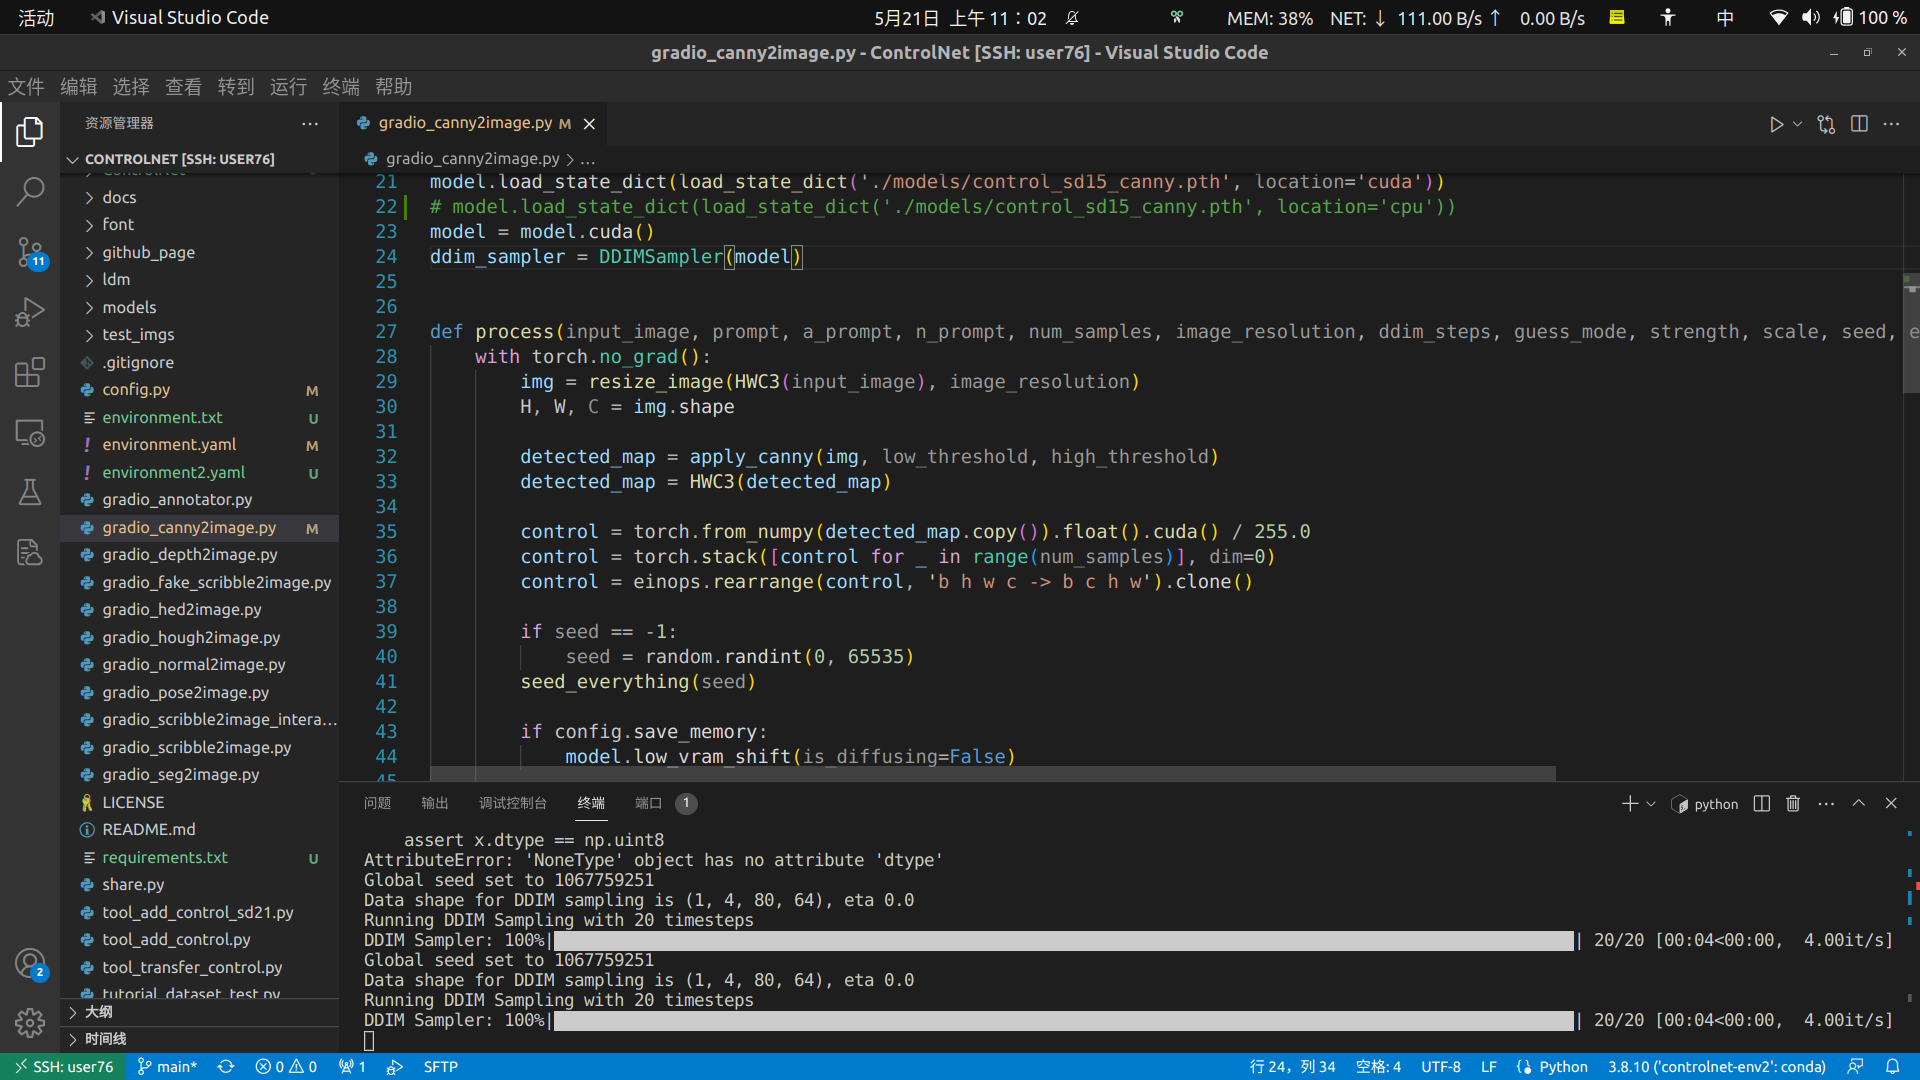 活动 Visual Studio Code 5月21日 上午 11：02 MEM: 38% NET: ↓ 111.00 B/s ↑ 0.00 B/s 中 100 %
gradio_canny2image.py - ControlNet [SSH: user76] - Visual Studio Code
文件 编辑 选择 查看 转到 运行 终端 帮助
资源管理器
CONTROLNET [SSH: USER76]
docs
font
github_page
ldm
models
test_imgs
.gitignore
config.py M
environment.txt U
environment.yaml M
environment2.yaml U
gradio_annotator.py
gradio_canny2image.py M
gradio_depth2image.py
gradio_fake_scribble2image.py
gradio_hed2image.py
gradio_hough2image.py
gradio_normal2image.py
gradio_pose2image.py
gradio_scribble2image_intera...
gradio_scribble2image.py
gradio_seg2image.py
LICENSE
README.md
requirements.txt U
share.py
tool_add_control_sd21.py
tool_add_control.py
tool_transfer_control.py
tutorial_dataset_test.py
大纲
时间线
11
2
gradio_canny2image.py M
gradio_canny2image.py > ...
21 model.load_state_dict(load_state_dict('./models/control_sd15_canny.pth', location='cuda'))
22 # model.load_state_dict(load_state_dict('./models/control_sd15_canny.pth', location='cpu'))
23 model = model.cuda()
24 ddim_sampler = DDIMSampler(model)
25
26
27 def process(input_image, prompt, a_prompt, n_prompt, num_samples, image_resolution, ddim_steps, guess_mode, strength, scale, seed, e
28 with torch.no_grad():
29 img = resize_image(HWC3(input_image), image_resolution)
30 H, W, C = img.shape
31
32 detected_map = apply_canny(img, low_threshold, high_threshold)
33 detected_map = HWC3(detected_map)
34
35 control = torch.from_numpy(detected_map.copy()).float().cuda() / 255.0
36 control = torch.stack([control for _ in range(num_samples)], dim=0)
37 control = einops.rearrange(control, 'b h w c -> b c h w').clone()
38
39 if seed == -1:
40 seed = random.randint(0, 65535)
41 seed_everything(seed)
42
43 if config.save_memory:
44 model.low_vram_shift(is_diffusing=False)
45
问题 输出 调试控制台 终端 端口 1 python
assert x.dtype == np.uint8
AttributeError: 'NoneType' object has no attribute 'dtype'
Global seed set to 1067759251
Data shape for DDIM sampling is (1, 4, 80, 64), eta 0.0
Running DDIM Sampling with 20 timesteps
DDIM Sampler: 100%| | 20/20 [00:04<00:00, 4.00it/s]
Global seed set to 1067759251
Data shape for DDIM sampling is (1, 4, 80, 64), eta 0.0
Running DDIM Sampling with 20 timesteps
DDIM Sampler: 100%| | 20/20 [00:04<00:00, 4.00it/s]
SSH: user76 main* 0 0 1 SFTP 行 24，列 34 空格: 4 UTF-8 LF Python 3.8.10 ('controlnet-env2': conda)